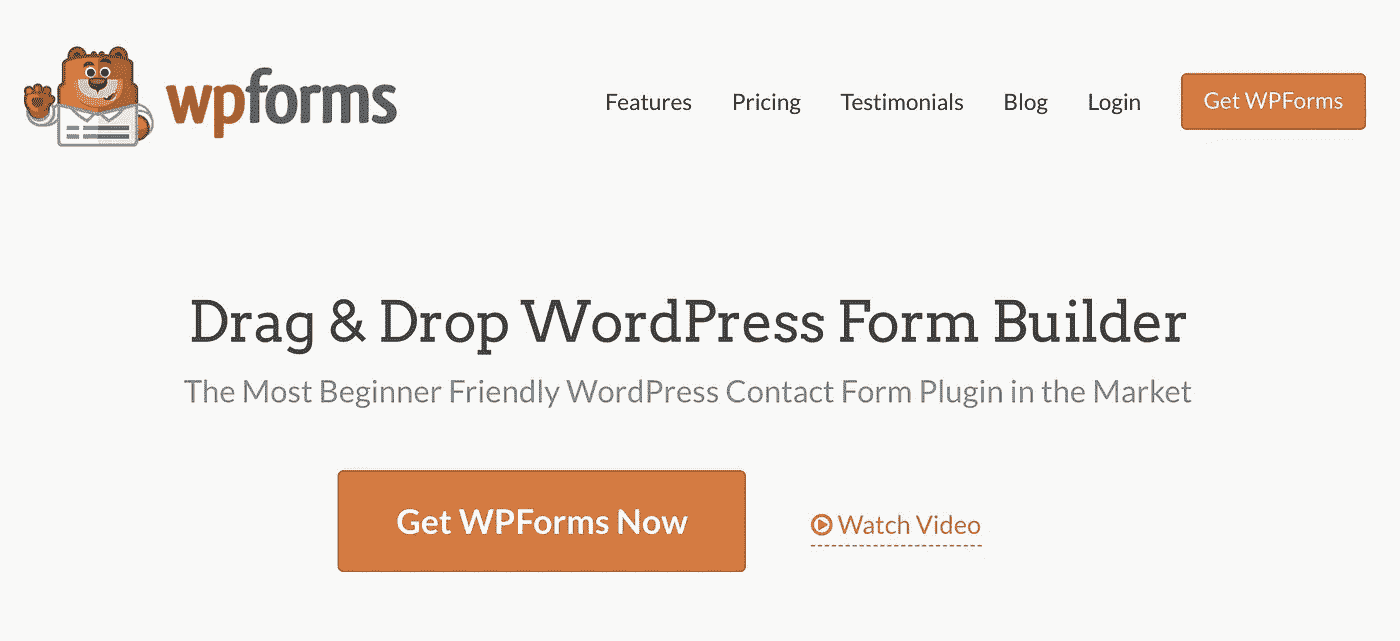 wpforms
Features Pricing Testimonials Blog Login Get WPForms
Drag & Drop WordPress Form Builder
The Most Beginner Friendly WordPress Contact Form Plugin in the Market
Get WPForms Now Watch Video